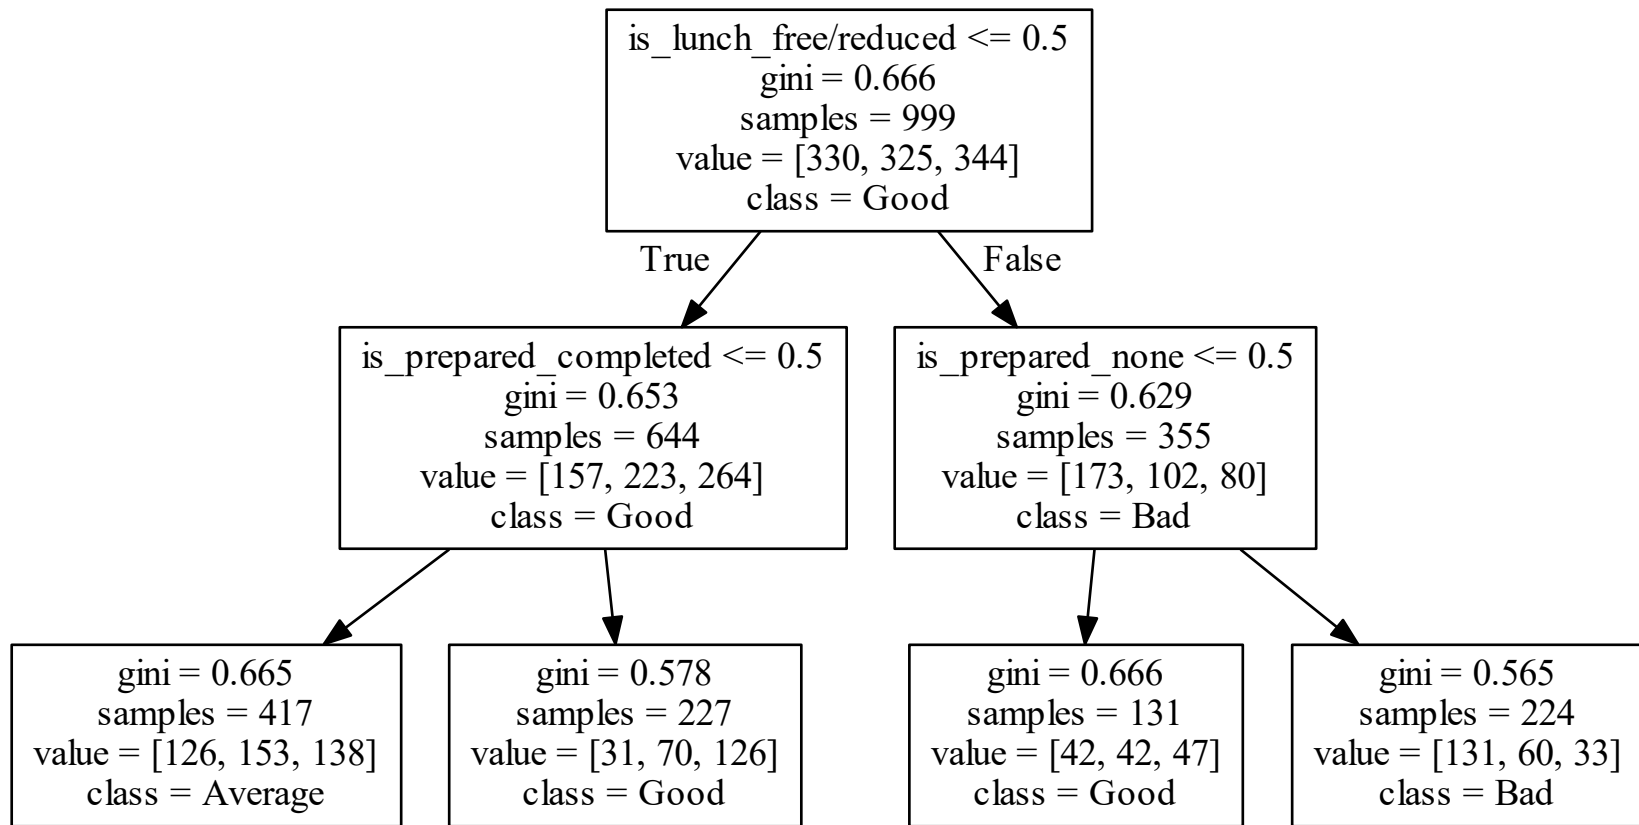 is_lunch_free/reduced <= 0.5
gini = 0.666
samples = 999
value = [330, 325, 344]
class = Good
True
False
is_prepared_completed <= 0.5
gini = 0.653
samples = 644
value = [157, 223, 264]
class = Good
is_prepared_none <= 0.5
gini = 0.629
samples = 355
value = [173, 102, 80]
class = Bad
gini = 0.665
samples = 417
value = [126, 153, 138]
class = Average
gini = 0.578
samples = 227
value = [31, 70, 126]
class = Good
gini = 0.666
samples = 131
value = [42, 42, 47]
class = Good
gini = 0.565
samples = 224
value = [131, 60, 33]
class = Bad